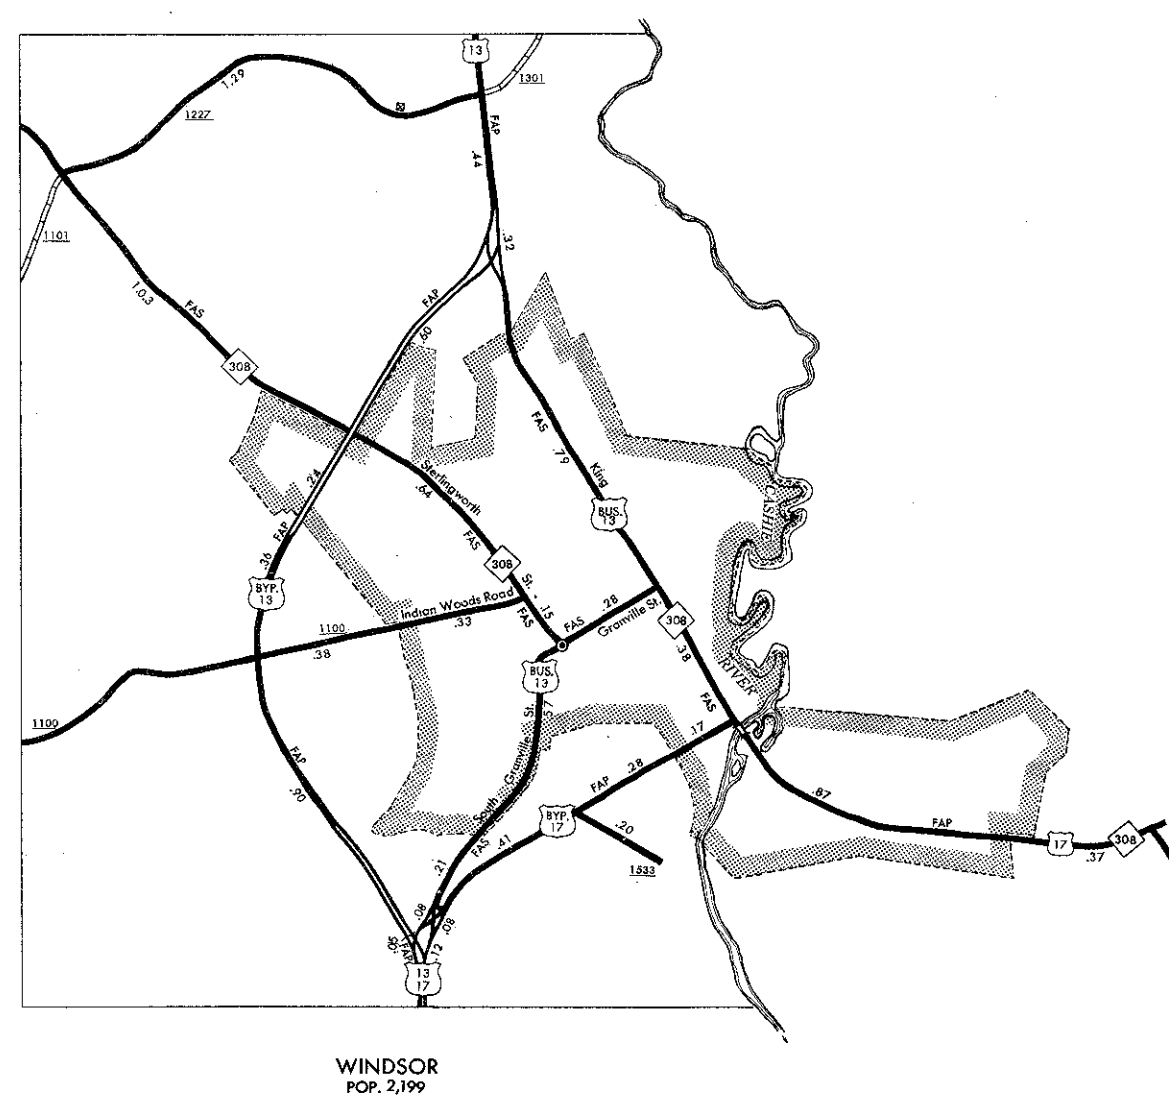 13
1301
1.29
1227
FAP
.44
1101
.32
1.0.3
FAS
FAP
.60
308
FAS
.79
King
.24
Sterlingworth
.64
FAS
BUS.
13
CASHIE
FAP
.36
BYP.
13
308
St.
.15
FAS
Indian Woods Road
.33
1100
.38
FAS
.28
Granville St.
308
.38
RIVER
BUS.
13
FAS
1100
.57
St.
Granville
South
.17
FAP
.90
.28
FAP
BYP.
17
.87
FAP
.20
1533
17
.37
308
FAS
.41
.21
.08
.08
.05
FAP
.12
13
17
WINDSOR
POP. 2,199